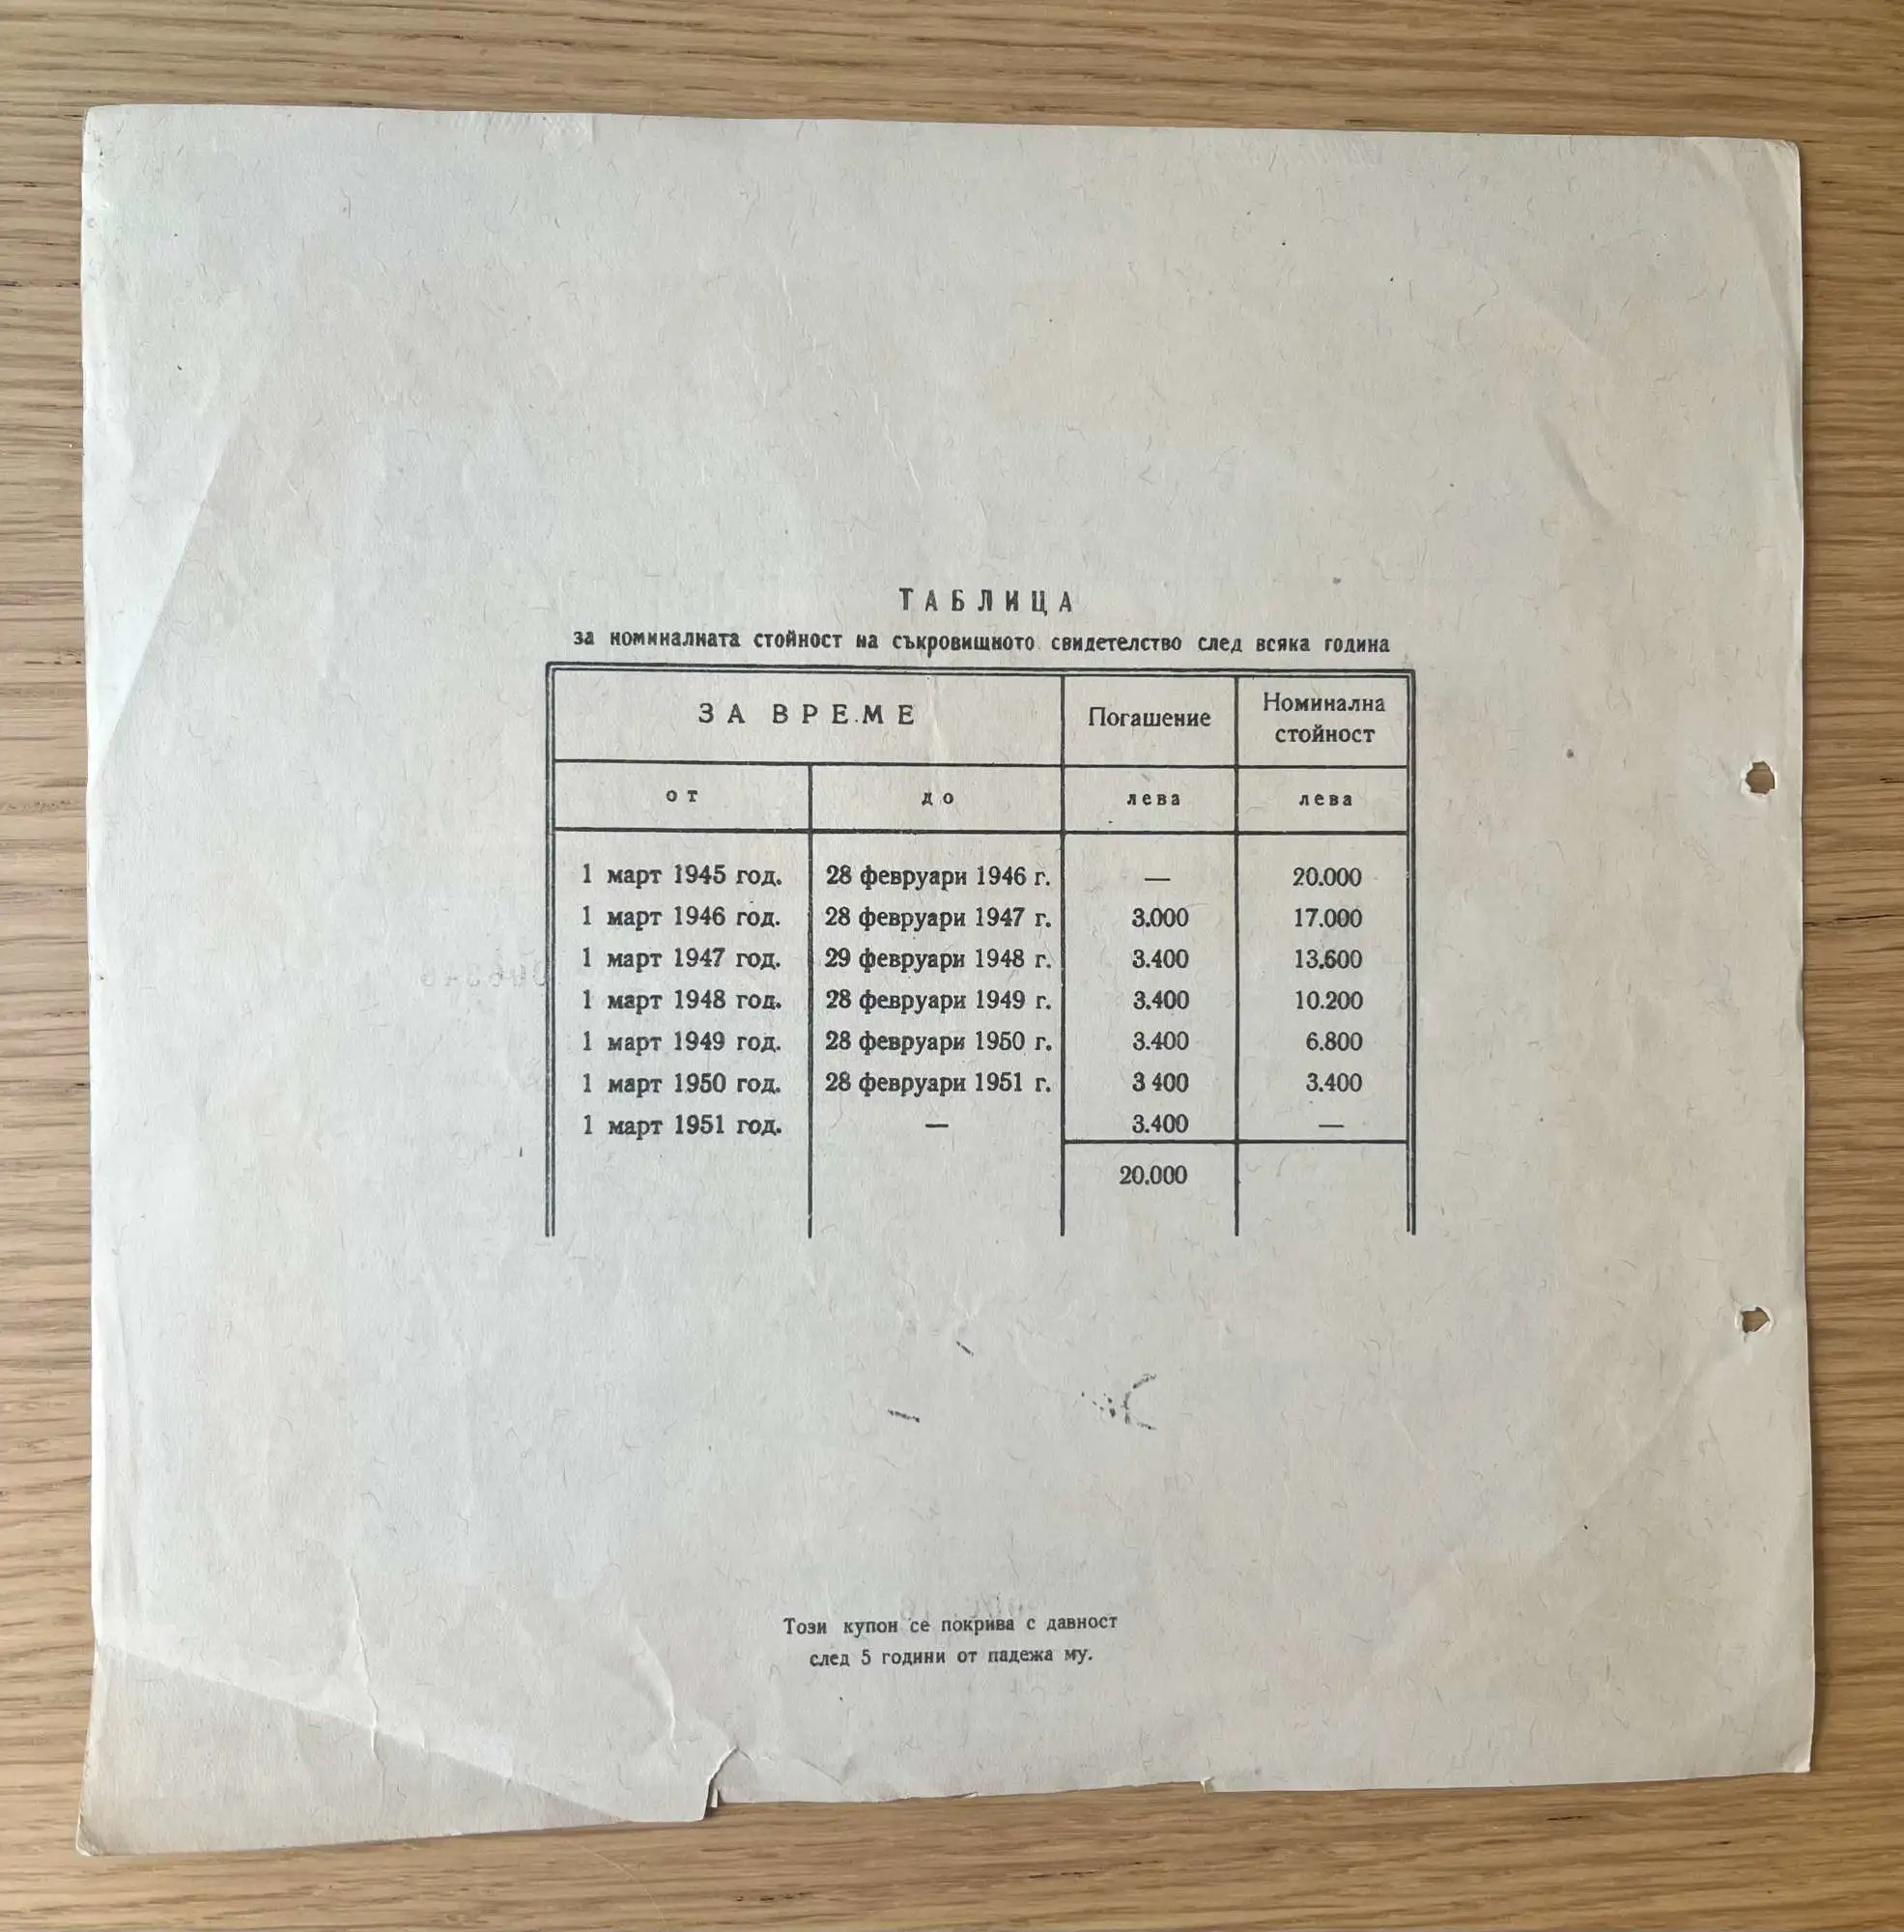 ТАБЛИЦА
за номиналната стойност на съкровищното свидетелство след всяка година
ЗА ВРЕМЕ Погашение Номинална стойност
от до лева лева
1 март 1945 год. 28 февруари 1946 г. — 20.000
1 март 1946 год. 28 февруари 1947 г. 3.000 17.000
1 март 1947 год. 29 февруари 1948 г. 3.400 13.600
1 март 1948 год. 28 февруари 1949 г. 3.400 10.200
1 март 1949 год. 28 февруари 1950 г. 3.400 6.800
1 март 1950 год. 28 февруари 1951 г. 3 400 3.400
1 март 1951 год. — 3.400 —
20.000
Този купон се покрива с давност
след 5 години от падежа му.